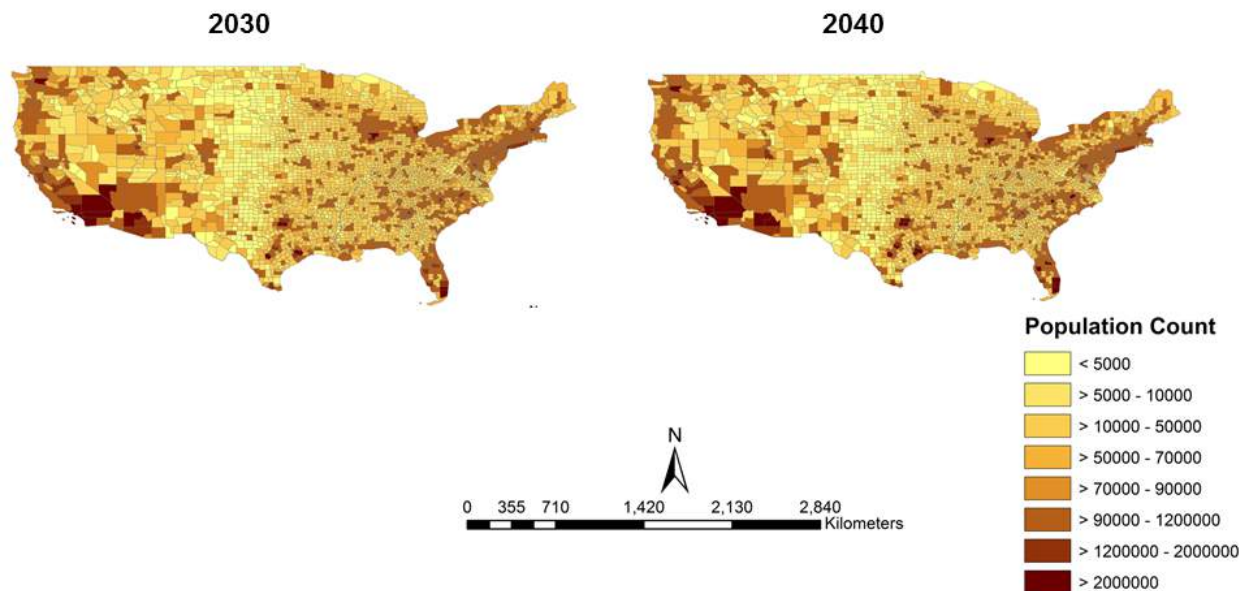 2030
2040
Population Count
< 5000
> 5000 - 10000
> 10000 - 50000
> 50000 - 70000
> 70000 - 90000
> 90000 - 1200000
> 1200000 - 2000000
> 2000000
N
0 355 710 1,420 2,130 2,840
Kilometers